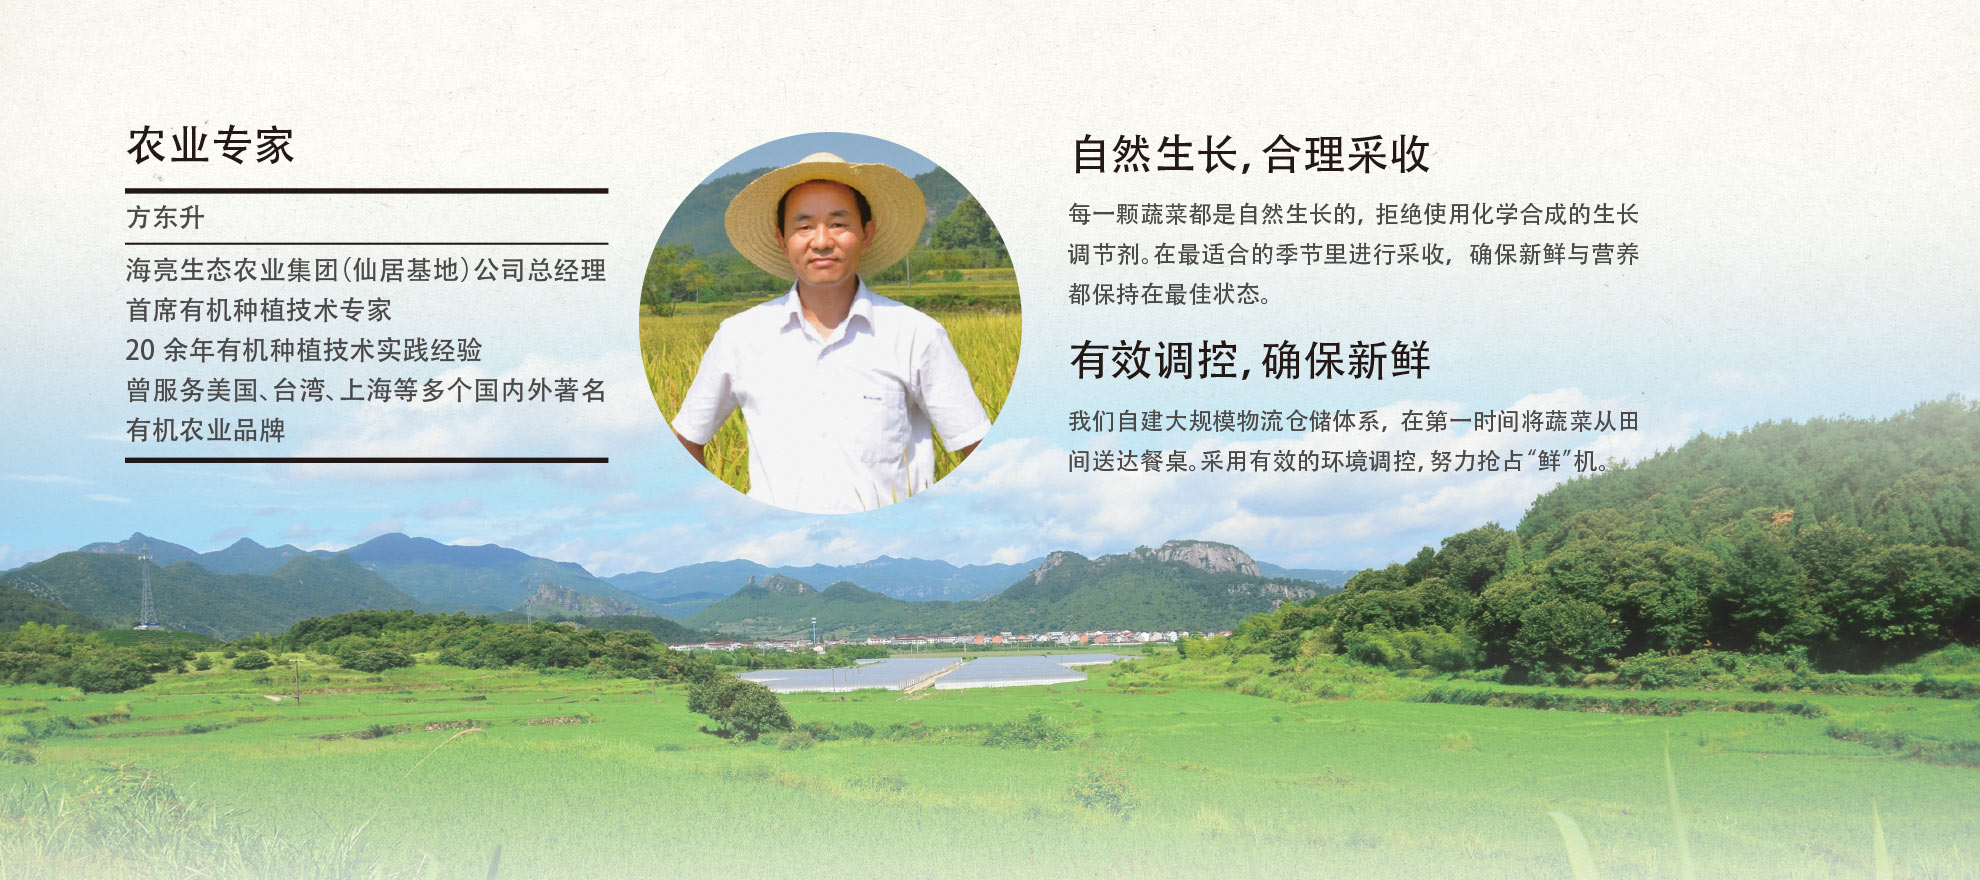 农业专家
方东升
海亮生态农业集团（仙居基地）公司总经理
首席有机种植技术专家
20 余年有机种植技术实践经验
曾服务美国、台湾、上海等多个国内外著名
有机农业品牌
自然生长，合理采收
每一颗蔬菜都是自然生长的，拒绝使用化学合成的生长
调节剂。在最适合的季节里进行采收，确保新鲜与营养
都保持在最佳状态。
有效调控，确保新鲜
我们自建大规模物流仓储体系，在第一时间将蔬菜从田
间送达餐桌。采用有效的环境调控，努力抢占“鲜”机。